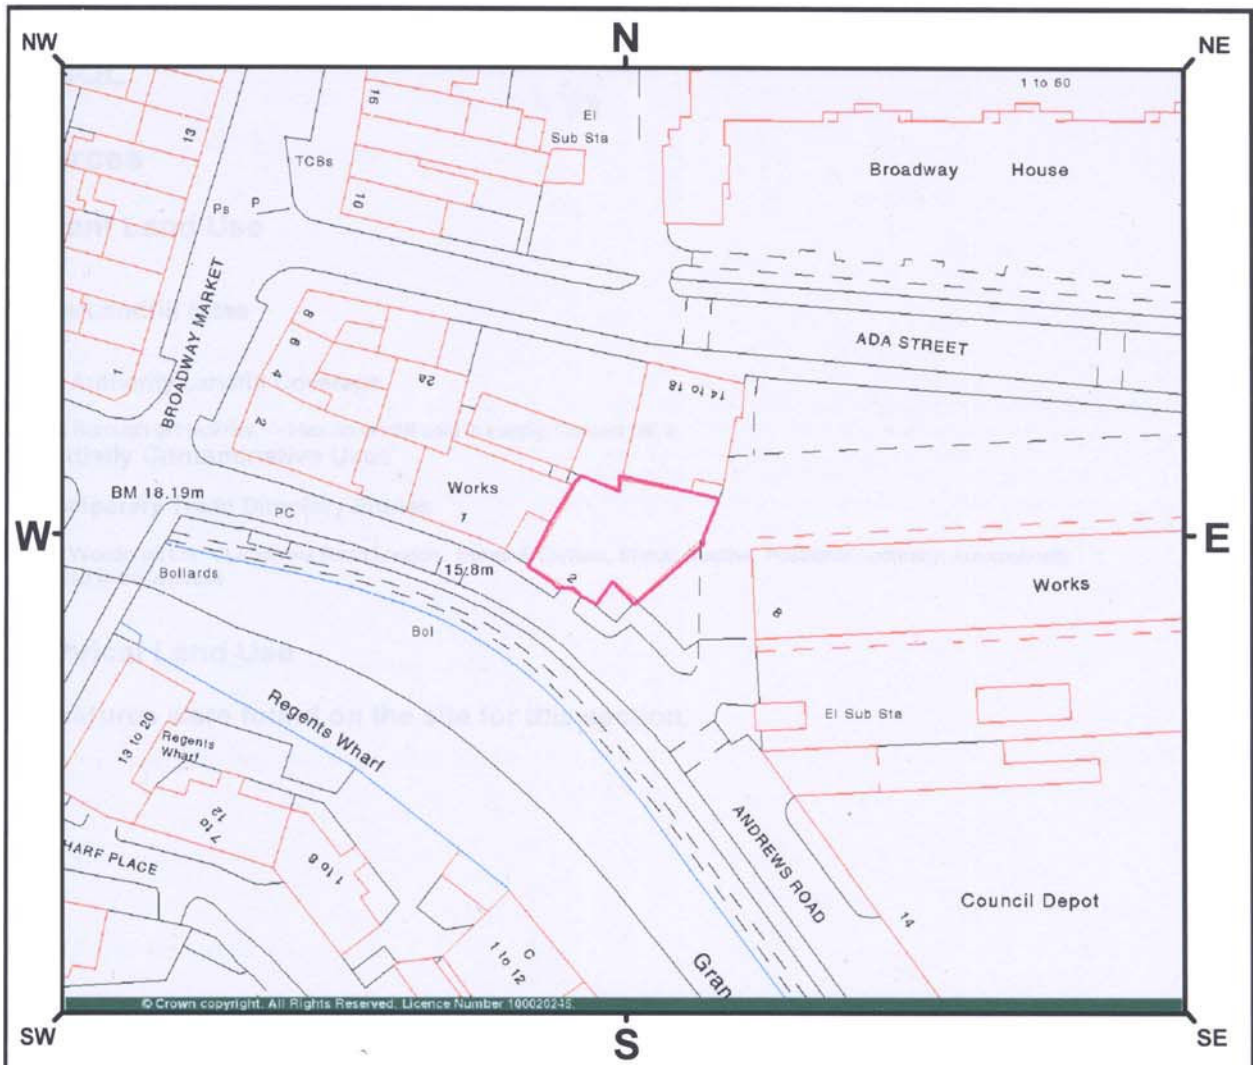 NW
N
NE
1 to 60
16
El
Sub Sta
13
TCBs
Broadway House
10
Ps P
BROADWAY MARKET
ADA STREET
8
6
4
2
2a
14 to 18
1
BM 18.19m
PC
Works
1
W
E
15.8m
2
Bollards
Bol
Works
8
Regents Wharf
13 to 20
Regents
Wharf
El Sub Sta
7 to
12
1 to 6
HARF PLACE
ANDREWS ROAD
14
Council Depot
C
1 to 12
Gran
© Crown copyright. All Rights Reserved. Licence Number 100020245.
SW
S
SE